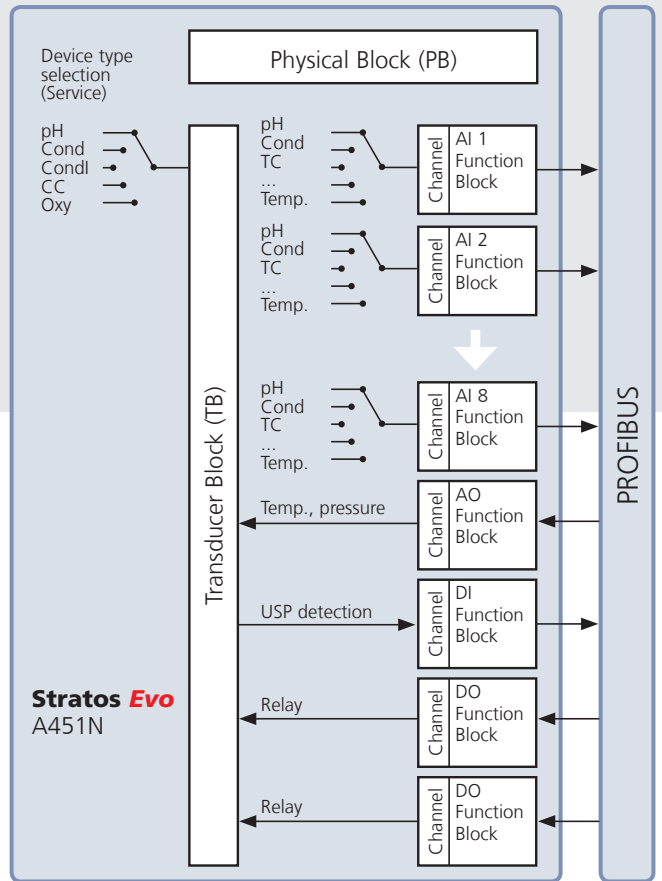 Device type
selection
(Service)
Physical Block (PB)
pH
Cond
CondI
CC
Oxy
Transducer Block (TB)
pH
Cond
TC
...
Temp.
Channel
AI 1
Function
Block
pH
Cond
TC
...
Temp.
Channel
AI 2
Function
Block
pH
Cond
TC
...
Temp.
Channel
AI 8
Function
Block
Temp., pressure
Channel
AO
Function
Block
USP detection
Channel
DI
Function
Block
Relay
Channel
DO
Function
Block
Relay
Channel
DO
Function
Block
Stratos Evo
A451N
PROFIBUS